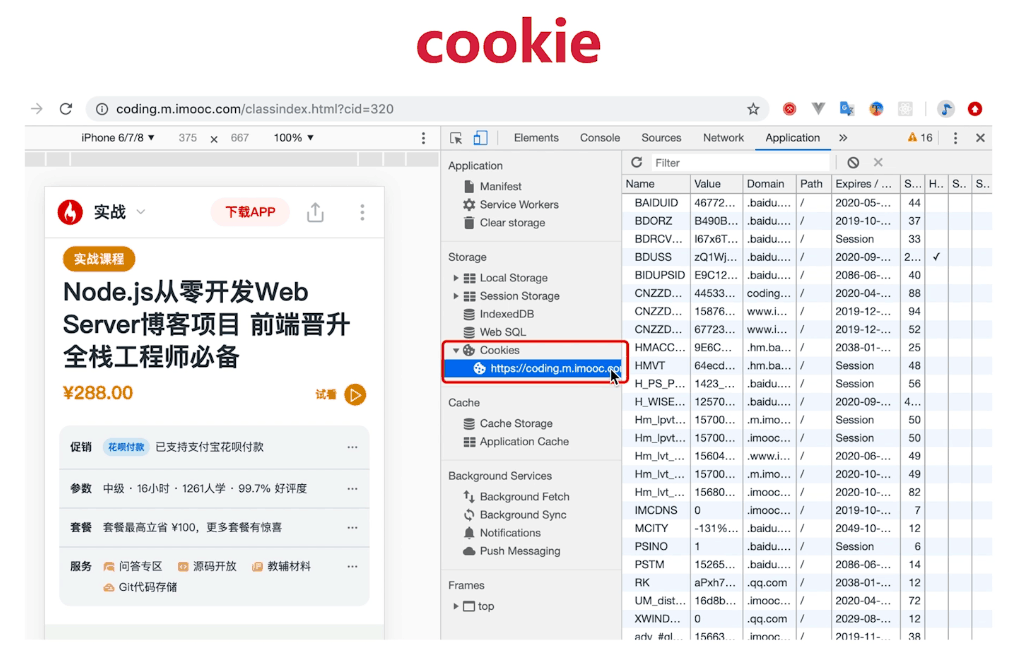 cookie
coding.m.imooc.com/classindex.html?cid=320
iPhone 6/7/8 ▼ 375 x 667 100% ▼
Elements Console Sources Network Application » 16
实战 下载APP
实战课程
Node.js从零开发Web
Server博客项目 前端晋升
全栈工程师必备
¥288.00 试看
促销 花呗付款 已支持支付宝花呗付款 ...
参数 中级 · 16小时 · 1261人学 · 99.7% 好评度 ...
套餐 套餐最高立省 ¥100，更多套餐有惊喜 ...
服务 问答专区 源码开放 教辅材料 ...
Git代码存储
Application
Manifest
Service Workers
Clear storage
Storage
Local Storage
Session Storage
IndexedDB
Web SQL
Cookies
https://coding.m.imooc.co
Cache
Cache Storage
Application Cache
Background Services
Background Fetch
Background Sync
Notifications
Push Messaging
Frames
top
Filter
Name Value Domain Path Expires / ... S... H... S... S...
BAIDUID 46772... .baidu.... / 2020-05-... 44
BDORZ B490B... .baidu.... / 2019-10-... 37
BDRCV... I67x6T... .baidu.... / Session 33
BDUSS zQ1Wj... .baidu.... / 2020-09-... 2... ✓
BIDUPSID E9C12... .baidu.... / 2086-06-... 40
CNZZD... 44533... coding... / 2020-04-... 88
CNZZD... 15876... www.i... / 2019-12-... 94
CNZZD... 67723... www.i... / 2019-12-... 52
HMACC... 9E6C... .hm.ba... / 2038-01-... 25
HMVT 64ecd... .hm.ba... / Session 48
H_PS_P... 1423_... .baidu.... / Session 56
H_WISE... 12570... .baidu.... / 2020-09-... 4...
Hm_lpvt... 15700... .m.imo... / Session 50
Hm_lpvt... 15700... .imooc... / Session 50
Hm_lvt_... 15604... .www.i... / 2020-06-... 49
Hm_lvt_... 15700... .m.imo... / 2020-10-... 49
Hm_lvt_... 15680... .imooc... / 2020-10-... 82
IMCDNS 0 .imooc... / 2019-10-... 7
MCITY -131%... .baidu.... / 2049-10-... 12
PSINO 1 .baidu.... / Session 6
PSTM 15265... .baidu.... / 2086-06-... 14
RK aPxh7... .qq.com / 2038-01-... 12
UM_dist... 16d8b... .imooc... / 2020-04-... 72
XWIND... 0 .qq.com / 2029-08-... 12
adv_#gl... 15663... .imooc... / 2019-11-... 38